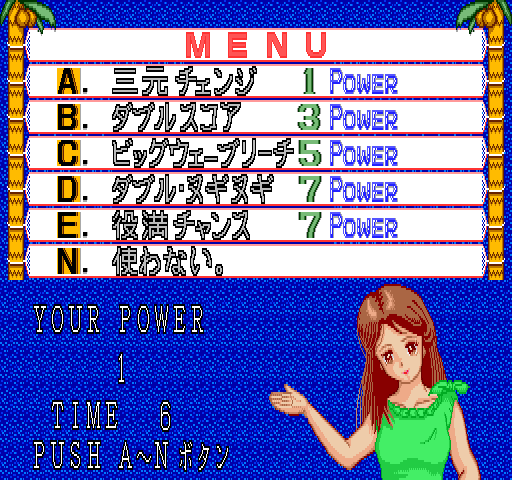 MENU
A. 三元チェンジ 1 POWER
B. ダブルスコア 3 POWER
C. ビッグウェーブリーチ 5 POWER
D. ダブル・ヌギヌギ 7 POWER
E. 役満チャンス 7 POWER
N. 使わない。
YOUR POWER
1
TIME 6
PUSH A〜Nボタン